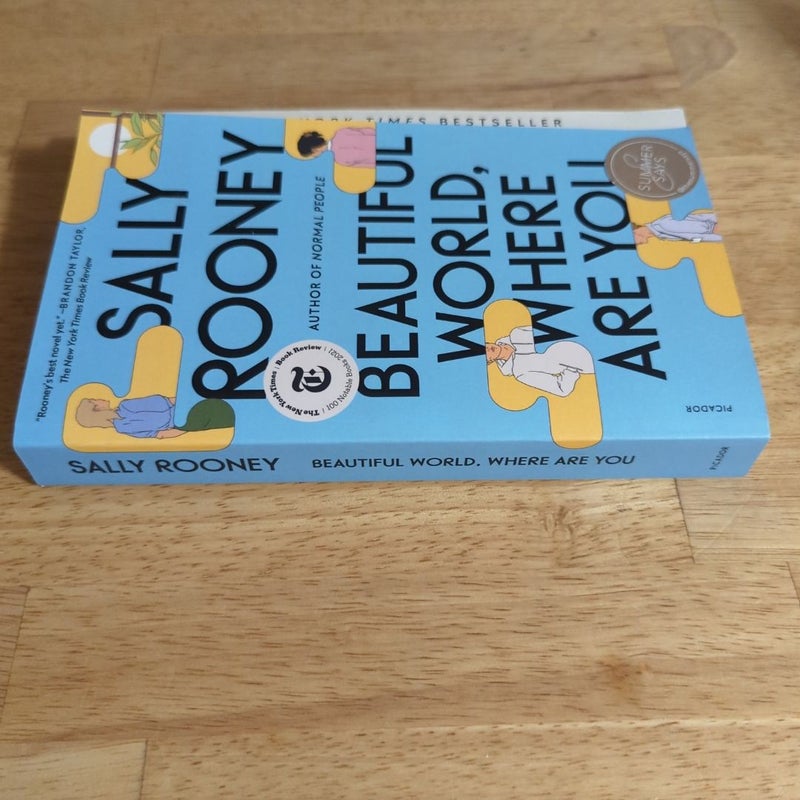 YORK TIMES BESTSELLER
"Rooney's best novel yet." —BRANDON TAYLOR,
The New York Times Book Review
SALLY
ROONEY
AUTHOR OF NORMAL PEOPLE
BEAUTIFUL
WORLD,
WHERE
ARE YOU
The New York Times Book Review
100 Notable Books 2021
SUMMER
SAYS
PICADOR
SALLY ROONEY BEAUTIFUL WORLD, WHERE ARE YOU PICADOR